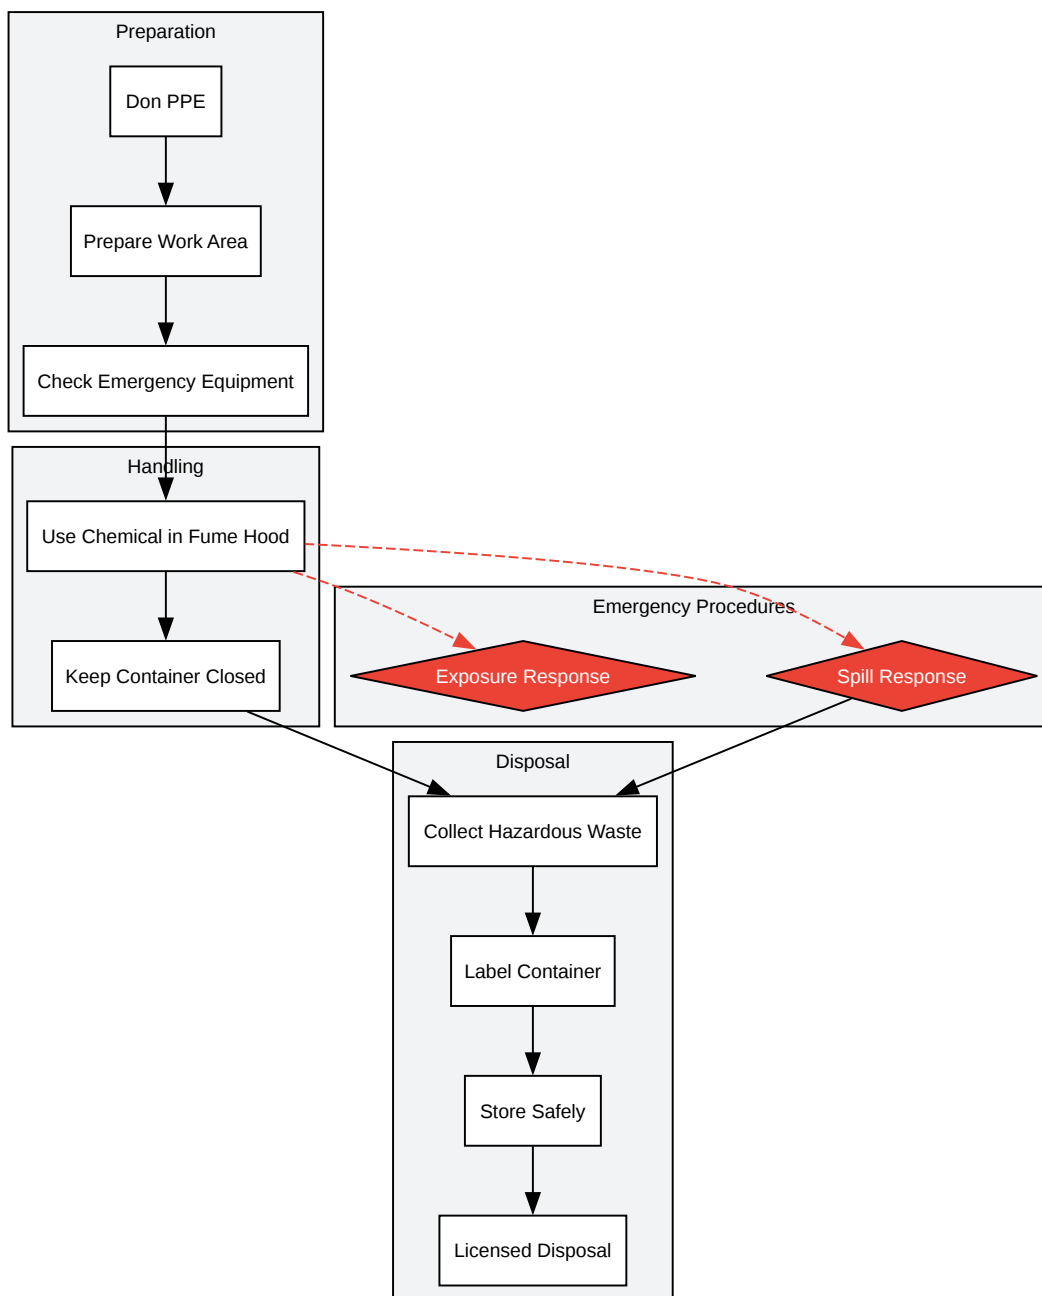 Preparation
Don PPE
Prepare Work Area
Check Emergency Equipment
Handling
Use Chemical in Fume Hood
Keep Container Closed
Emergency Procedures
Exposure Response
Spill Response
Disposal
Collect Hazardous Waste
Label Container
Store Safely
Licensed Disposal